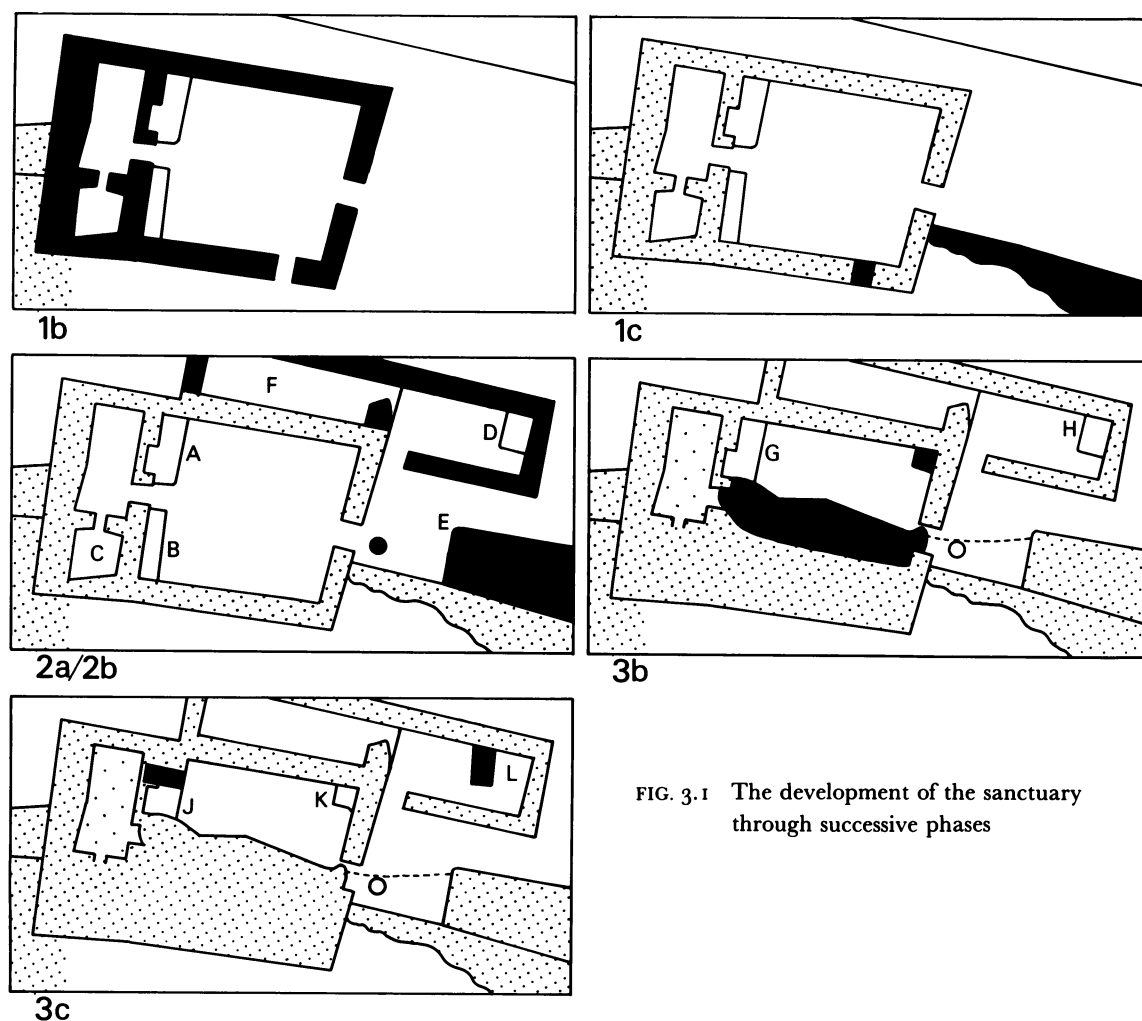 1b
1c
F
A
D
E
C
B
2a/2b
G
H
3b
J
K
L
3c
FIG. 3.1 The development of the sanctuary
through successive phases